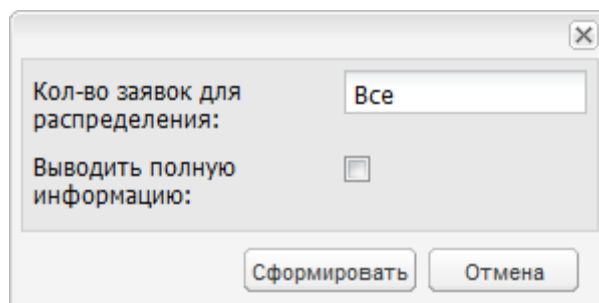 Кол-во заявок для
распределения:
Все
Выводить полную
информацию:
Сформировать
Отмена